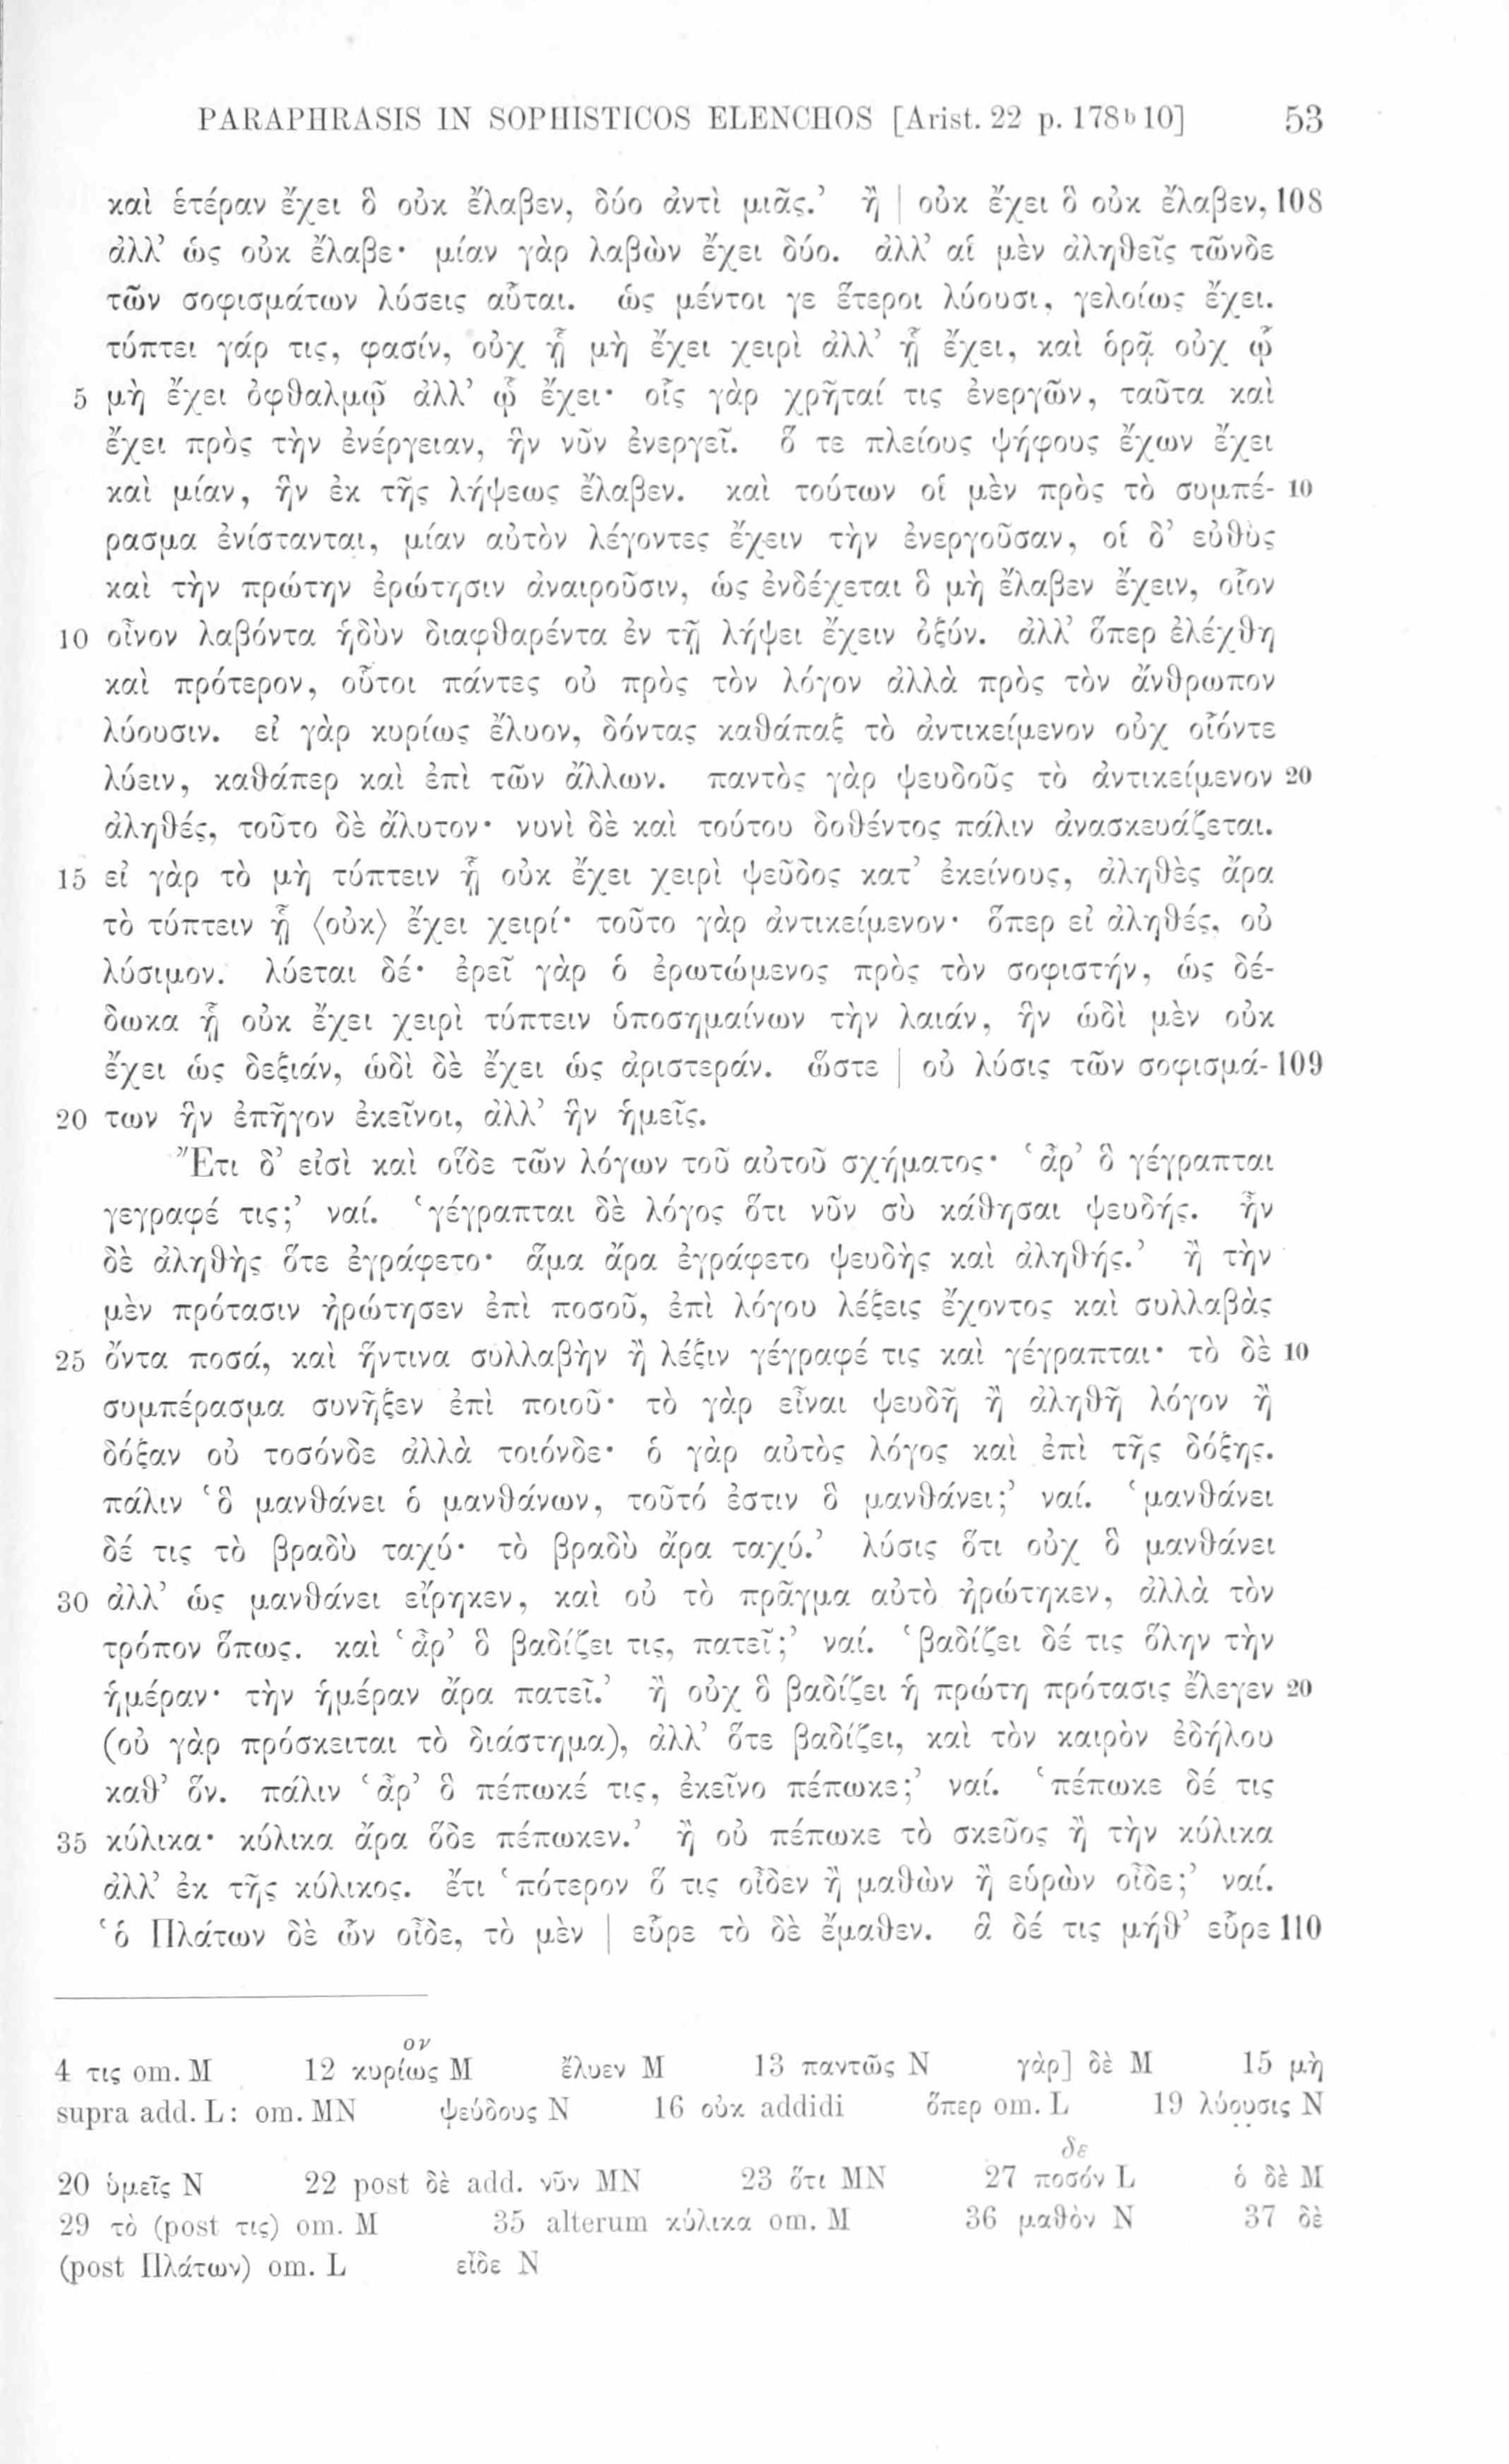 PARAPHRASIS IN SOPHISTICOS ELENCHOS [Arist. 22 p. 178ᵇ10] 53
καὶ ἑτέραν ἔχει ὃ οὐκ ἔλαβεν, δύο ἀντὶ μιᾶς.’ ἢ | οὐκ ἔχει ὃ οὐκ ἔλαβεν, 108
ἀλλ’ ὡς οὐκ ἔλαβε· μίαν γὰρ λαβὼν ἔχει δύο. ἀλλ’ αἱ μὲν ἀληθεῖς τῶνδε
τῶν σοφισμάτων λύσεις αὗται. ὡς μέντοι γε ἕτεροι λύουσι, γελοίως ἔχει.
τύπτει γάρ τις, φασίν, οὐχ ᾗ μὴ ἔχει χειρὶ ἀλλ’ ᾗ ἔχει, καὶ ὁρᾷ οὐχ ᾧ
5 μὴ ἔχει ὀφθαλμῷ ἀλλ’ ᾧ ἔχει· οἷς γὰρ χρῆταί τις ἐνεργῶν, ταῦτα καὶ
ἔχει πρὸς τὴν ἐνέργειαν, ἣν νῦν ἐνεργεῖ. ὅ τε πλείους ψήφους ἔχων ἔχει
καὶ μίαν, ἣν ἐκ τῆς λήψεως ἔλαβεν. καὶ τούτων οἱ μὲν πρὸς τὸ συμπέ- 10
ρασμα ἐνίστανται, μίαν αὐτὸν λέγοντες ἔχειν τὴν ἐνεργοῦσαν, οἱ δ’ εὐθὺς
καὶ τὴν πρώτην ἐρώτησιν ἀναιροῦσιν, ὡς ἐνδέχεται ὃ μὴ ἔλαβεν ἔχειν, οἷον
10 οἶνον λαβόντα ἡδὺν διαφθαρέντα ἐν τῇ λήψει ἔχειν ὀξύν. ἀλλ’ ὅπερ ἐλέχθη
καὶ πρότερον, οὗτοι πάντες οὐ πρὸς τὸν λόγον ἀλλὰ πρὸς τὸν ἄνθρωπον
λύουσιν. εἰ γὰρ κυρίως ἔλυον, δόντας καθάπαξ τὸ ἀντικείμενον οὐχ οἷόντε
λύειν, καθάπερ καὶ ἐπὶ τῶν ἄλλων. παντὸς γὰρ ψευδοῦς τὸ ἀντικείμενον 20
ἀληθές, τοῦτο δὲ ἄλυτον· νυνὶ δὲ καὶ τούτου δοθέντος πάλιν ἀνασκευάζεται.
15 εἰ γὰρ τὸ μὴ τύπτειν ᾗ οὐκ ἔχει χειρὶ ψεῦδος κατ’ ἐκείνους, ἀληθὲς ἄρα
τὸ τύπτειν ᾗ ⟨οὐκ⟩ ἔχει χειρί· τοῦτο γὰρ ἀντικείμενον· ὅπερ εἰ ἀληθές, οὐ
λύσιμον. λύεται δέ· ἐρεῖ γὰρ ὁ ἐρωτώμενος πρὸς τὸν σοφιστήν, ὡς δέ-
δωκα ᾗ οὐκ ἔχει χειρὶ τύπτειν ὑποσημαίνων τὴν λαιάν, ἣν ὡδὶ μὲν οὐκ
ἔχει ὡς δεξιάν, ὡδὶ δὲ ἔχει ὡς ἀριστεράν. ὥστε | οὐ λύσις τῶν σοφισμά- 109
20 των ἣν ἐπῆγον ἐκεῖνοι, ἀλλ’ ἣν ἡμεῖς.
Ἔτι δ’ εἰσὶ καὶ οἵδε τῶν λόγων τοῦ αὐτοῦ σχήματος· ‘ἆρ’ ὃ γέγραπται
γεγραφέ τις;’ ναί. ‘γέγραπται δὲ λόγος ὅτι νῦν σὺ κάθησαι ψευδής. ἦν
δὲ ἀληθὴς ὅτε ἐγράφετο· ἅμα ἄρα ἐγράφετο ψευδὴς καὶ ἀληθής.’ ἢ τὴν
μὲν πρότασιν ἠρώτησεν ἐπὶ ποσοῦ, ἐπὶ λόγου λέξεις ἔχοντος καὶ συλλαβὰς
25 ὄντα ποσά, καὶ ἥντινα συλλαβὴν ἢ λέξιν γέγραφέ τις καὶ γέγραπται· τὸ δὲ 10
συμπέρασμα συνῆξεν ἐπὶ ποιοῦ· τὸ γὰρ εἶναι ψευδῆ ἢ ἀληθῆ λόγον ἢ
δόξαν οὐ τοσόνδε ἀλλὰ τοιόνδε· ὁ γὰρ αὐτὸς λόγος καὶ ἐπὶ τῆς δόξης.
πάλιν ‘ὃ μανθάνει ὁ μανθάνων, τοῦτό ἐστιν ὃ μανθάνει;’ ναί. ‘μανθάνει
δέ τις τὸ βραδὺ ταχύ· τὸ βραδὺ ἄρα ταχύ.’ λύσις ὅτι οὐχ ὃ μανθάνει
30 ἀλλ’ ὡς μανθάνει εἴρηκεν, καὶ οὐ τὸ πρᾶγμα αὐτὸ ἠρώτηκεν, ἀλλὰ τὸν
τρόπον ὅπως. καὶ ‘ἆρ’ ὃ βαδίζει τις, πατεῖ;’ ναί. ‘βαδίζει δέ τις ὅλην τὴν
ἡμέραν· τὴν ἡμέραν ἄρα πατεῖ.’ ἢ οὐχ ὃ βαδίζει ἡ πρώτη πρότασις ἔλεγεν 20
(οὐ γὰρ πρόσκειται τὸ διάστημα), ἀλλ’ ὅτε βαδίζει, καὶ τὸν καιρὸν ἐδήλου
καθ’ ὅν. πάλιν ‘ἆρ’ ὃ πέπωκέ τις, ἐκεῖνο πέπωκε;’ ναί. ‘πέπωκε δέ τις
35 κύλικα· κύλικα ἄρα ὅδε πέπωκεν.’ ἢ οὐ πέπωκε τὸ σκεῦος ἢ τὴν κύλικα
ἀλλ’ ἐκ τῆς κύλικος. ἔτι ‘πότερον ὅ τις οἶδεν ἢ μαθὼν ἢ εὑρὼν οἶδε;’ ναί.
‘ὁ Πλάτων δὲ ὧν οἶδε, τὸ μὲν | εὗρε τὸ δὲ ἔμαθεν. ἃ δέ τις μήθ’ εὗρε 110
ον
4 τις om. M 12 κυρίως M ἔλυεν M 13 παντῶς N γὰρ] δὲ M 15 μὴ
supra add. L: om. MN ψεύδους N 16 οὐκ addidi ὅπερ om. L 19 λύουσις N
δε
20 ὑμεῖς N 22 post δὲ add. νῦν MN 23 ὅτι MN 27 ποσόν L ὁ δὲ M
29 τὸ (post τις) om. M 35 alterum κύλικα om. M 36 μαθὸν N 37 δὲ
(post Πλάτων) om. L εἶδε N